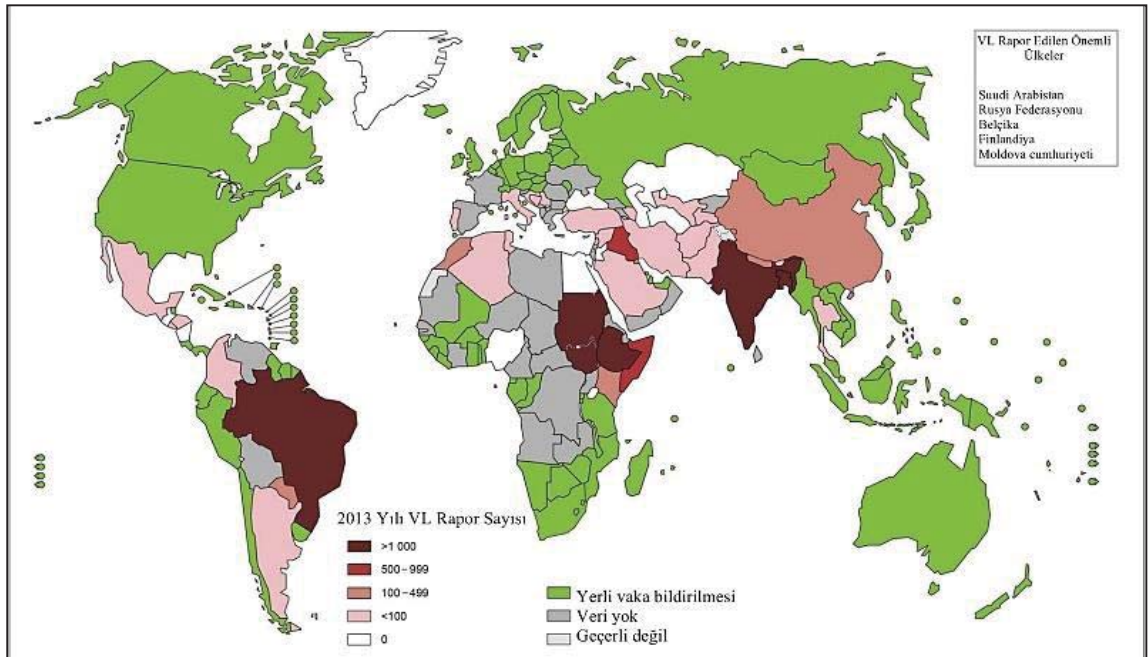 VL Rapor Edilen Önemli
Ülkeler
Suudi Arabistan
Rusya Federasyonu
Belçika
Finlandiya
Moldova cumhuriyeti
2013 Yılı VL Rapor Sayısı
>1 000
500–999
100–499
<100
0
Yerli vaka bildirilmesi
Veri yok
Geçerli değil